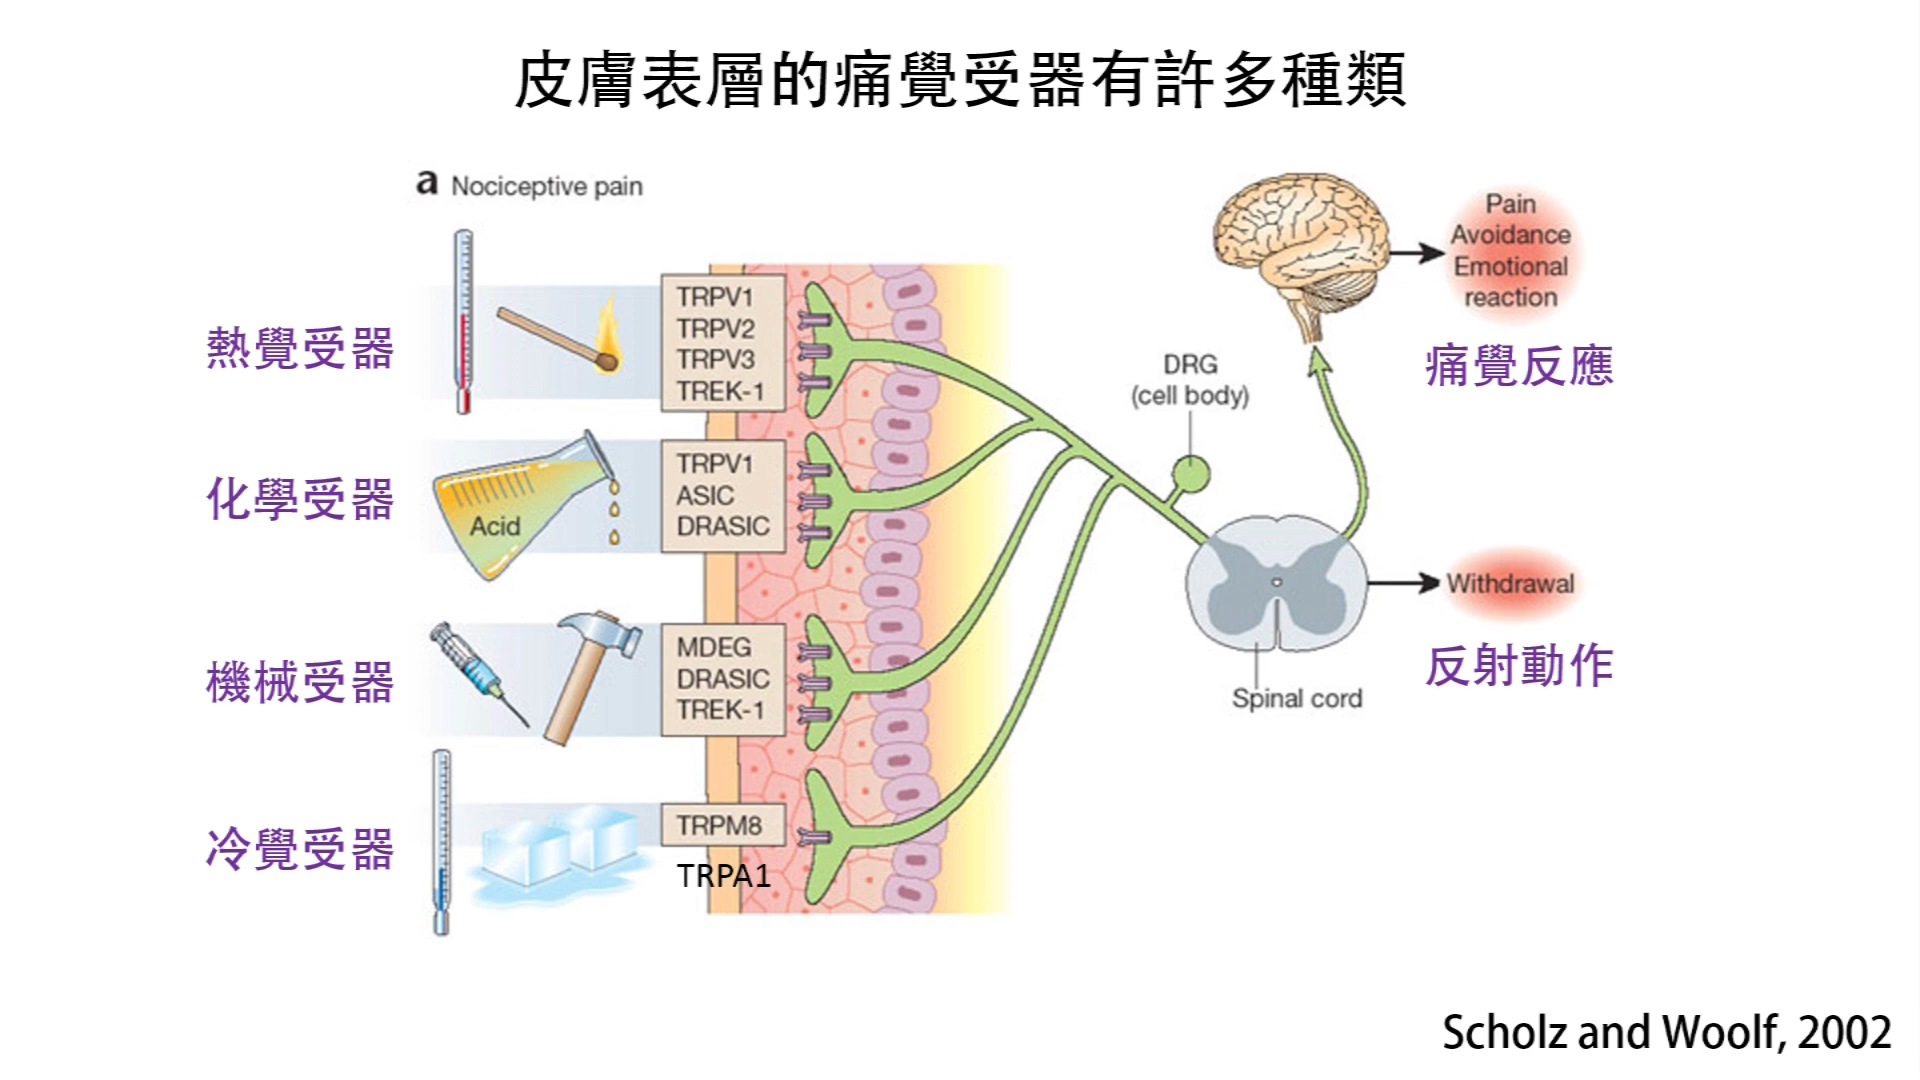 皮膚表層的痛覺受器有許多種類
a Nociceptive pain
熱覺受器
TRPV1
TRPV2
TRPV3
TREK-1
化學受器
Acid
TRPV1
ASIC
DRASIC
機械受器
MDEG
DRASIC
TREK-1
冷覺受器
TRPM8
TRPA1
DRG
(cell body)
Spinal cord
Pain
Avoidance
Emotional
reaction
痛覺反應
Withdrawal
反射動作
Scholz and Woolf, 2002